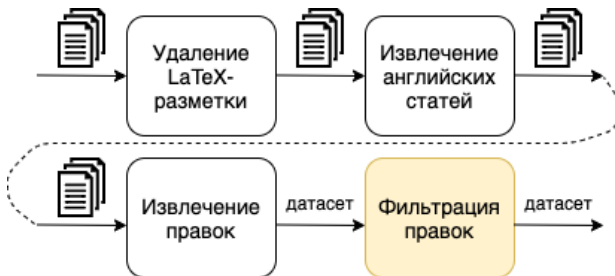 Удаление
LaTeX-
разметки
Извлечение
английских
статей
Извлечение
правок
датасет
Фильтрация
правок
датасет